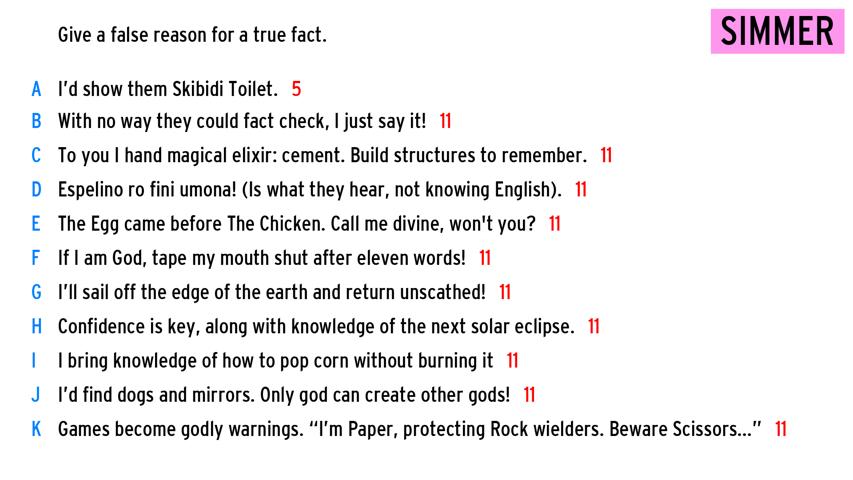 Give a false reason for a true fact.
SIMMER
A I'd show them Skibidi Toilet. 5
B With no way they could fact check, I just say it! 11
C To you I hand magical elixir: cement. Build structures to remember. 11
D Espelino ro fini umona! (Is what they hear, not knowing English). 11
E The Egg came before The Chicken. Call me divine, won't you? 11
F If I am God, tape my mouth shut after eleven words! 11
G I'll sail off the edge of the earth and return unscathed! 11
H Confidence is key, along with knowledge of the next solar eclipse. 11
I I bring knowledge of how to pop corn without burning it 11
J I'd find dogs and mirrors. Only god can create other gods! 11
K Games become godly warnings. “I'm Paper, protecting Rock wielders. Beware Scissors...” 11